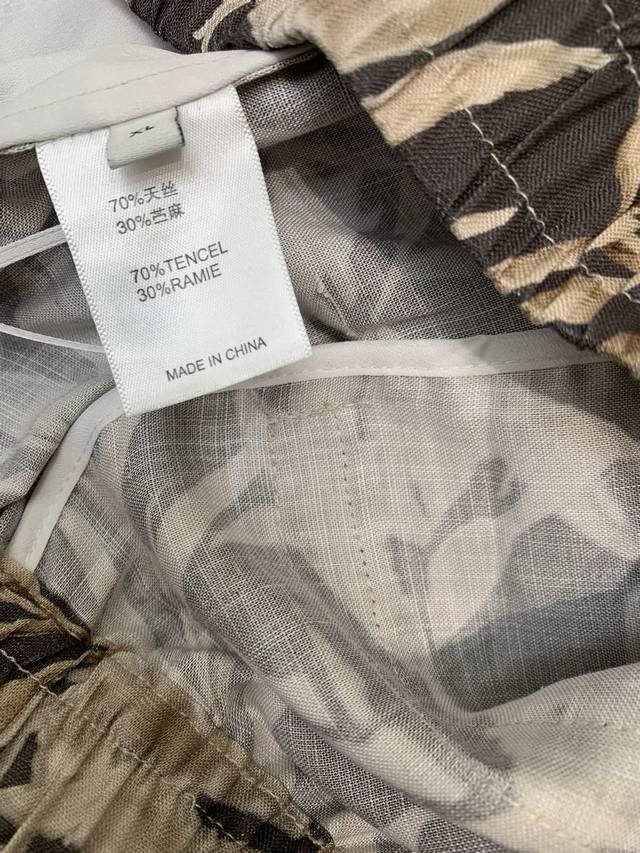 XL
70%天丝
30%苎麻
70%TENCEL
30%RAMIE
MADE IN CHINA